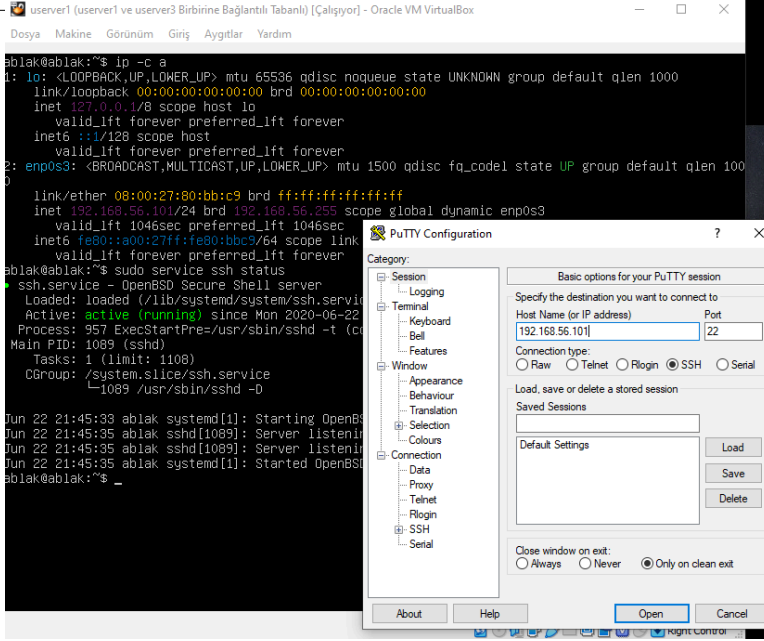 userver1 (userver1 ve userver3 Birbirine Bağlantılı Tabanlı) [Çalışıyor] - Oracle VM VirtualBox
Dosya Makine Görünüm Giriş Aygıtlar Yardım
ablak@ablak:~$ ip -c a
1: lo: <LOOPBACK,UP,LOWER_UP> mtu 65536 qdisc noqueue state UNKNOWN group default qlen 1000
link/loopback 00:00:00:00:00:00 brd 00:00:00:00:00:00
inet 127.0.0.1/8 scope host lo
valid_lft forever preferred_lft forever
inet6 ::1/128 scope host
valid_lft forever preferred_lft forever
2: enp0s3: <BROADCAST,MULTICAST,UP,LOWER_UP> mtu 1500 qdisc fq_codel state UP group default qlen 100
0
link/ether 08:00:27:80:bb:c9 brd ff:ff:ff:ff:ff:ff
inet 192.168.56.101/24 brd 192.168.56.255 scope global dynamic enp0s3
valid_lft 1046sec preferred_lft 1046sec
inet6 fe80::a00:27ff:fe80:bbc9/64 scope link
valid_lft forever preferred_lft forever
ablak@ablak:~$ sudo service ssh status
● ssh.service - OpenBSD Secure Shell server
Loaded: loaded (/lib/systemd/system/ssh.servic
Active: active (running) since Mon 2020-06-22
Process: 957 ExecStartPre=/usr/sbin/sshd -t (co
Main PID: 1089 (sshd)
Tasks: 1 (limit: 1108)
CGroup: /system.slice/ssh.service
└─1089 /usr/sbin/sshd -D
Jun 22 21:45:33 ablak systemd[1]: Starting OpenBS
Jun 22 21:45:35 ablak sshd[1089]: Server listenin
Jun 22 21:45:35 ablak sshd[1089]: Server listenin
Jun 22 21:45:35 ablak systemd[1]: Started OpenBSD
ablak@ablak:~$ _
PuTTY Configuration
Category:
Session
Logging
Terminal
Keyboard
Bell
Features
Window
Appearance
Behaviour
Translation
Selection
Colours
Connection
Data
Proxy
Telnet
Rlogin
SSH
Serial
Basic options for your PuTTY session
Specify the destination you want to connect to
Host Name (or IP address) Port
192.168.56.101 22
Connection type:
Raw Telnet Rlogin SSH Serial
Load, save or delete a stored session
Saved Sessions
Default Settings
Load
Save
Delete
Close window on exit:
Always Never Only on clean exit
About Help Open Cancel
Right Control